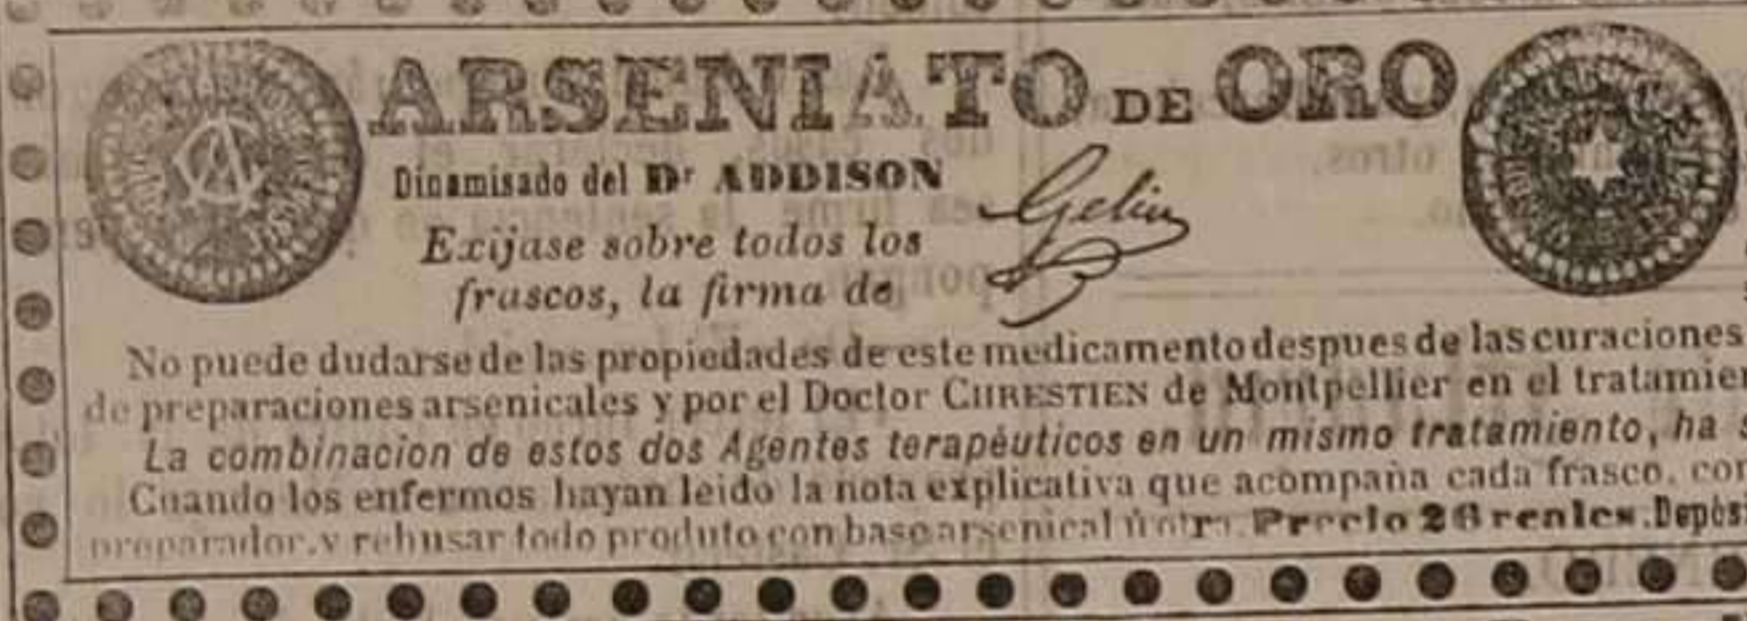 ARSENIATO DE ORO
Dinamisado del Dr ADDISON
Exijase sobre todos los
frascos, la firma de
Gelin
No puede dudarse de las propiedades de este medicamento despues de las curaciones
de preparaciones arsenicales y por el Doctor CHRESTIEN de Montpellier en el tratamien
La combinacion de estos dos Agentes terapèuticos en un mismo tratamiento, ha s
Cuando los enfermos hayan leido la nota explicativa que acompaña cada frasco, con
preparador, y rehusar todo produto con base arsenical ù otra. Precio 26 reales. Depòsi